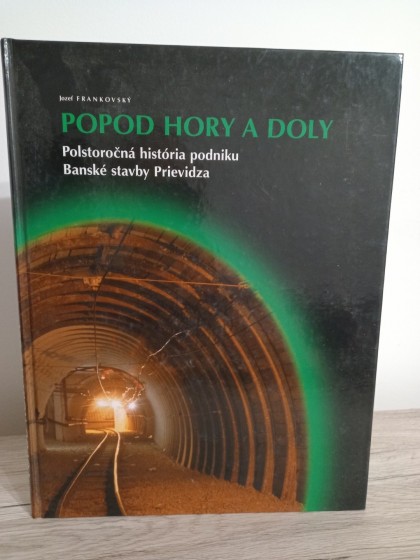 Jozef FRANKOVSKÝ
POPOD HORY A DOLY
Polstoročná história podniku
Banské stavby Prievidza